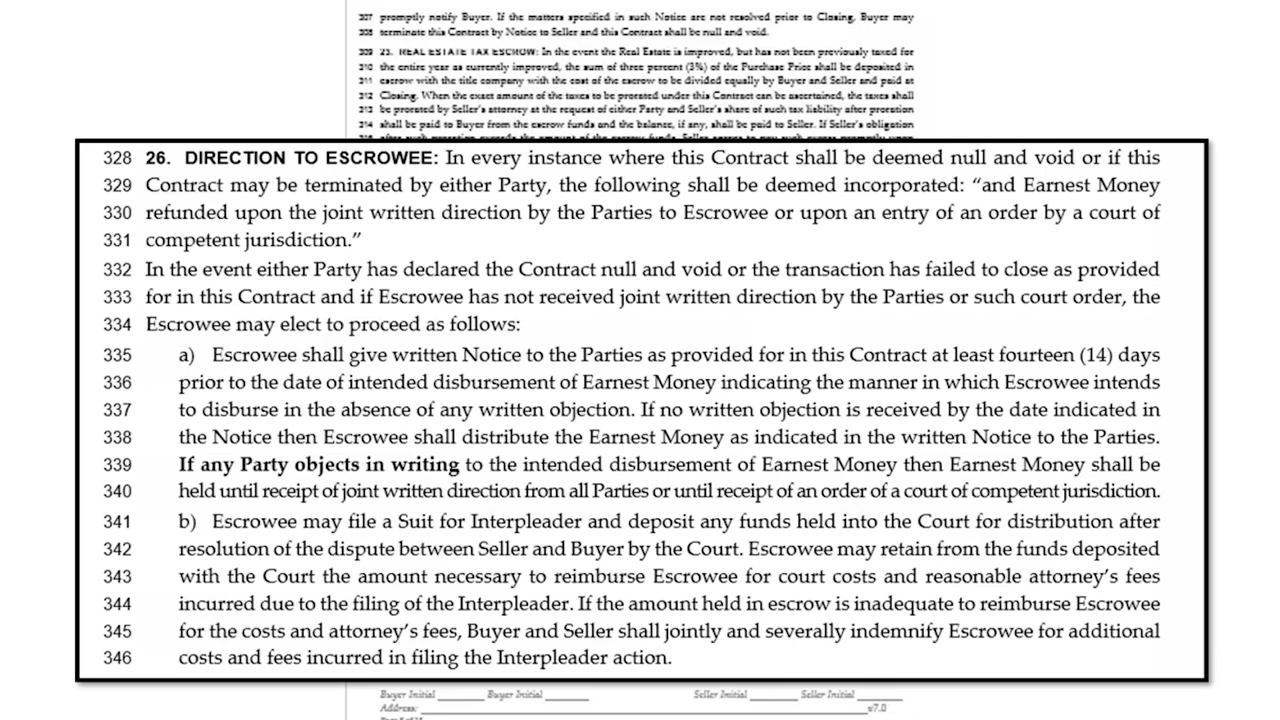 307 promptly notify Buyer. If the matters specified in such Notice are not resolved prior to Closing, Buyer may
308 terminate this Contract by Notice to Seller and this Contract shall be null and void.
309 23. REAL ESTATE TAX ESCROW: In the event the Real Estate is improved, but has not been previously taxed for
310 the entire year as currently improved, the sum of three percent (3%) of the Purchase Price shall be deposited in
311 escrow with the title company with the cost of the escrow to be divided equally by Buyer and Seller and paid at
312 Closing. When the exact amount of the taxes to be prorated under this Contract can be ascertained, the taxes shall
313 be prorated by Seller's attorney at the request of either Party and Seller's share of such tax liability after proration
314 shall be paid to Buyer from the escrow funds and the balance, if any, shall be paid to Seller. If Seller's obligation
328 26. DIRECTION TO ESCROWEE: In every instance where this Contract shall be deemed null and void or if this
329 Contract may be terminated by either Party, the following shall be deemed incorporated: “and Earnest Money
330 refunded upon the joint written direction by the Parties to Escrowee or upon an entry of an order by a court of
331 competent jurisdiction.”
332 In the event either Party has declared the Contract null and void or the transaction has failed to close as provided
333 for in this Contract and if Escrowee has not received joint written direction by the Parties or such court order, the
334 Escrowee may elect to proceed as follows:
335 a) Escrowee shall give written Notice to the Parties as provided for in this Contract at least fourteen (14) days
336 prior to the date of intended disbursement of Earnest Money indicating the manner in which Escrowee intends
337 to disburse in the absence of any written objection. If no written objection is received by the date indicated in
338 the Notice then Escrowee shall distribute the Earnest Money as indicated in the written Notice to the Parties.
339 If any Party objects in writing to the intended disbursement of Earnest Money then Earnest Money shall be
340 held until receipt of joint written direction from all Parties or until receipt of an order of a court of competent jurisdiction.
341 b) Escrowee may file a Suit for Interpleader and deposit any funds held into the Court for distribution after
342 resolution of the dispute between Seller and Buyer by the Court. Escrowee may retain from the funds deposited
343 with the Court the amount necessary to reimburse Escrowee for court costs and reasonable attorney’s fees
344 incurred due to the filing of the Interpleader. If the amount held in escrow is inadequate to reimburse Escrowee
345 for the costs and attorney’s fees, Buyer and Seller shall jointly and severally indemnify Escrowee for additional
346 costs and fees incurred in filing the Interpleader action.
Buyer Initial ________ Buyer Initial ________ Seller Initial ________ Seller Initial ________
Address: ________ v7.0